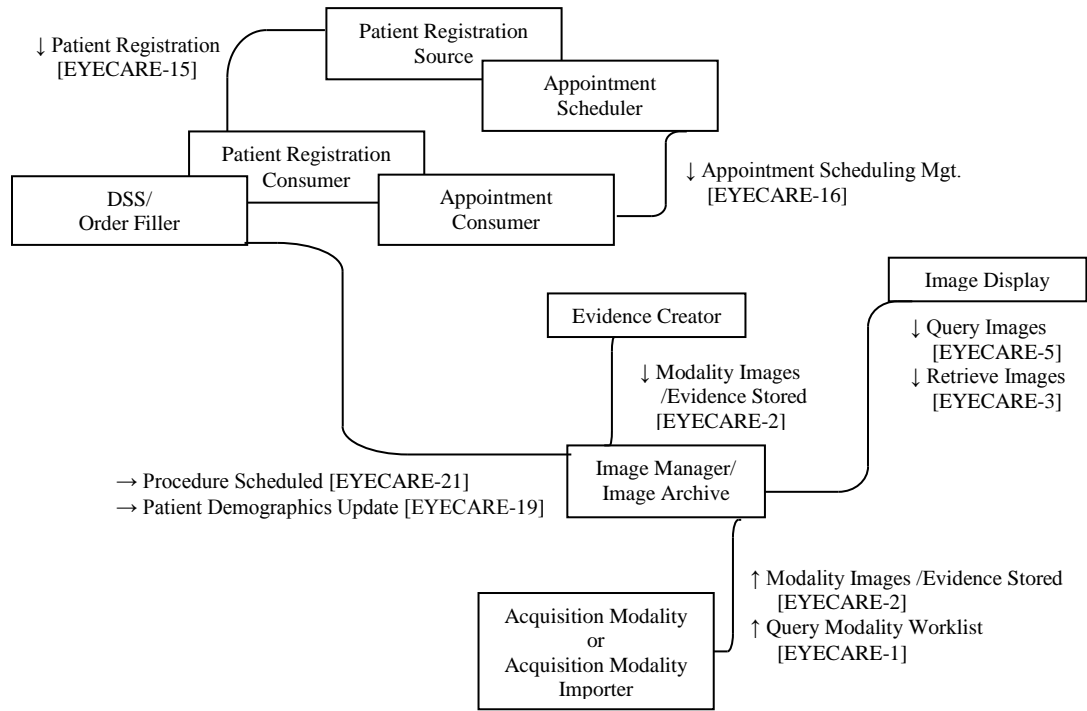 Patient Registration
Source
↓ Patient Registration
[EYECARE-15]
Appointment
Scheduler
Patient Registration
Consumer
↓ Appointment Scheduling Mgt.
[EYECARE-16]
DSS/
Order Filler
Appointment
Consumer
Image Display
Evidence Creator
↓ Query Images
[EYECARE-5]
↓ Retrieve Images
[EYECARE-3]
↓ Modality Images
/Evidence Stored
[EYECARE-2]
Image Manager/
Image Archive
→ Procedure Scheduled [EYECARE-21]
→ Patient Demographics Update [EYECARE-19]
↑ Modality Images /Evidence Stored
[EYECARE-2]
↑ Query Modality Worklist
[EYECARE-1]
Acquisition Modality
or
Acquisition Modality
Importer